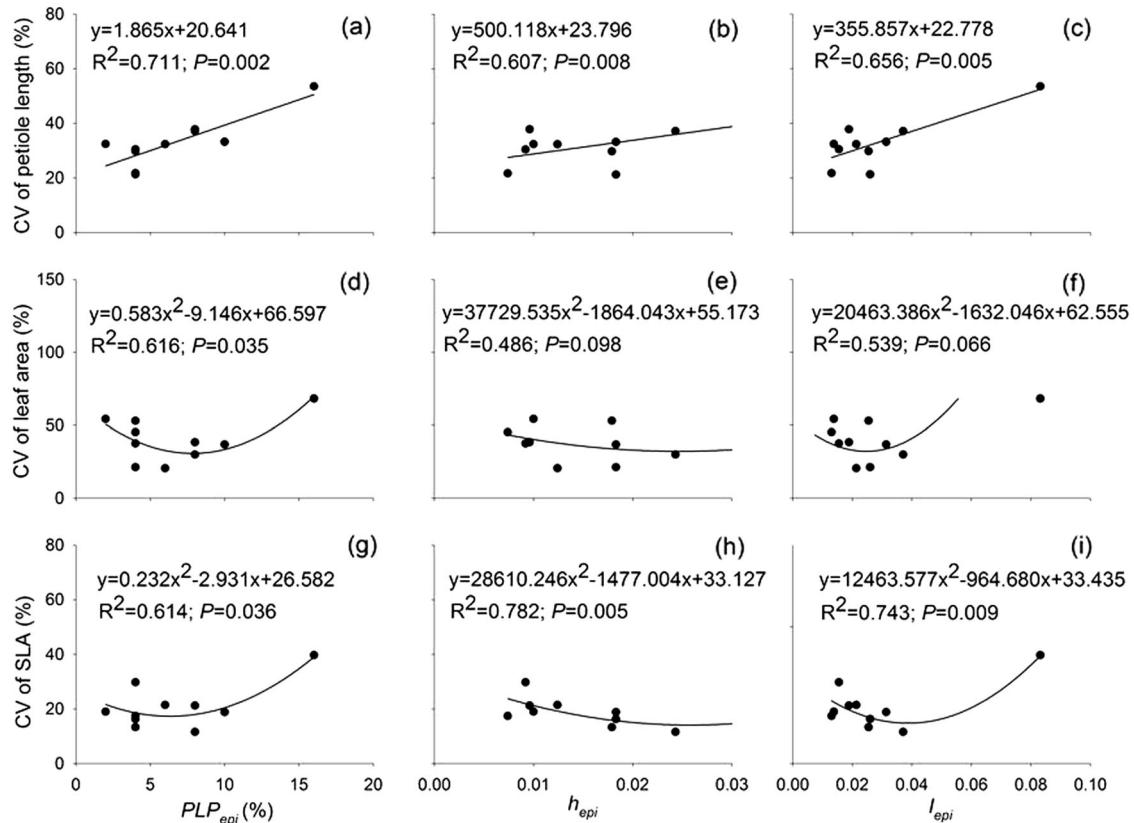 CV of petiole length (%)
80
60
40
20
0
(a)
y=1.865x+20.641
R²=0.711; P=0.002
(b)
y=500.118x+23.796
R²=0.607; P=0.008
(c)
y=355.857x+22.778
R²=0.656; P=0.005
CV of leaf area (%)
150
100
50
0
(d)
y=0.583x²-9.146x+66.597
R²=0.616; P=0.035
(e)
y=37729.535x²-1864.043x+55.173
R²=0.486; P=0.098
(f)
y=20463.386x²-1632.046x+62.555
R²=0.539; P=0.066
CV of SLA (%)
80
60
40
20
0
(g)
y=0.232x²-2.931x+26.582
R²=0.614; P=0.036
(h)
y=28610.246x²-1477.004x+33.127
R²=0.782; P=0.005
(i)
y=12463.577x²-964.680x+33.435
R²=0.743; P=0.009
0 5 10 15 20
0.01 0.02 0.03
0.00 0.02 0.04 0.06 0.08 0.10
PLPepi (%)
hepi
Iepi